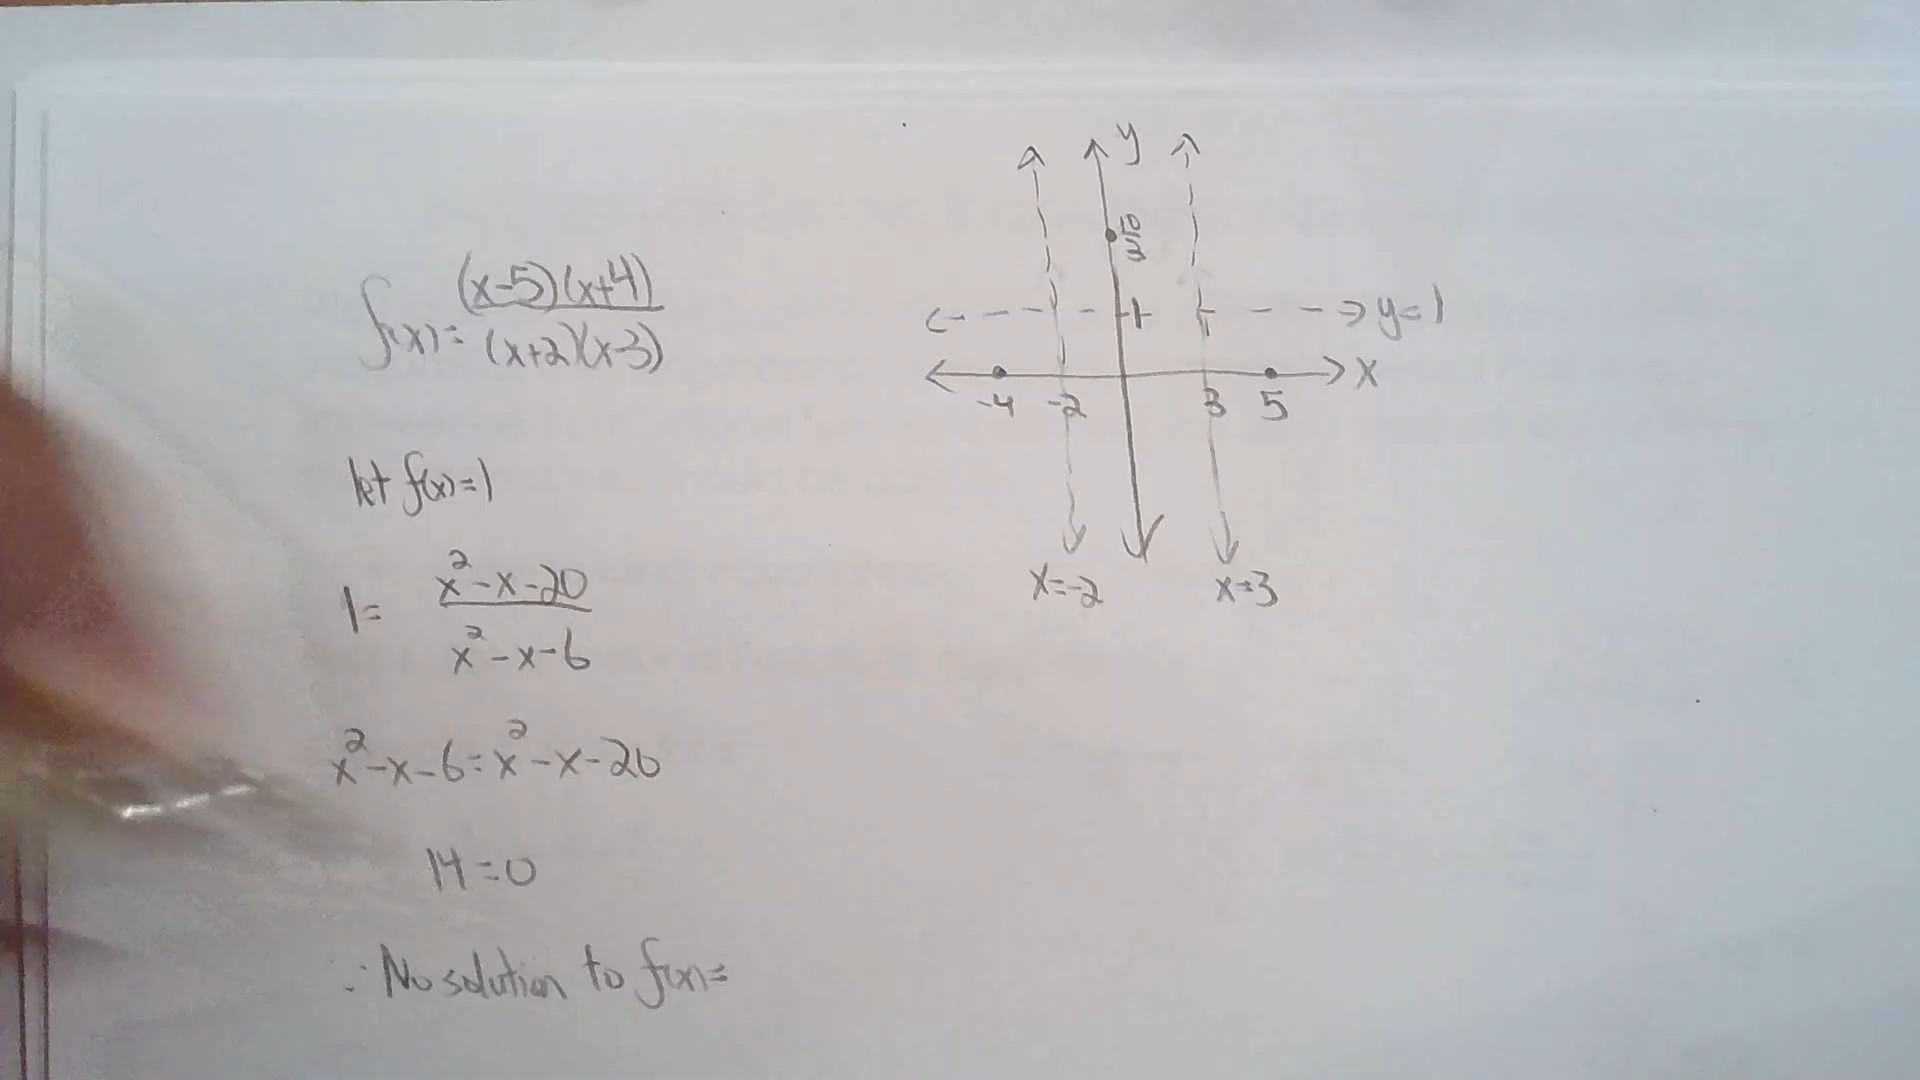 f(x)= (x-5)(x+4)
(x+2)(x-3)
let f(x)=1
1= x²-x-20
x²-x-6
x²-x-6=x²-x-20
14=0
∴ No solution to f(x)=
y
10
3
1
y=1
x
-4 -2 3 5
x=-2 x=3